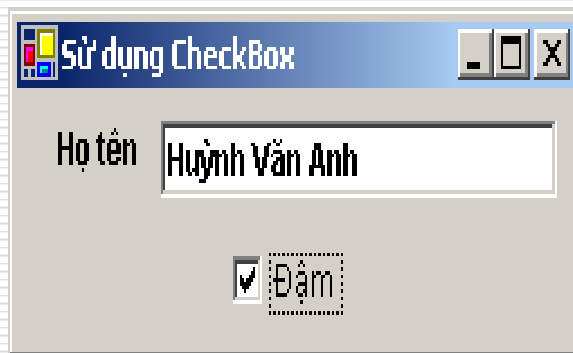 Sử dụng CheckBox
Họ tên Huỳnh Văn Anh
Đậm